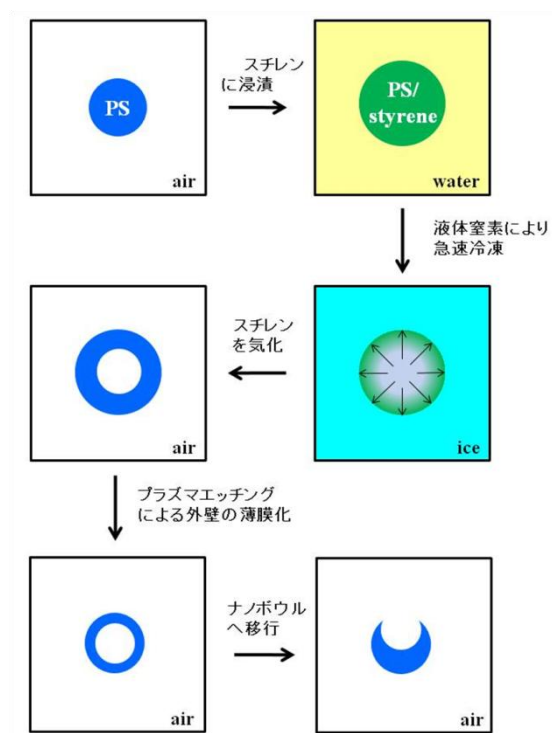 PS
air
スチレン
に浸漬
PS/
styrene
water
液体窒素により
急速冷凍
ice
スチレン
を気化
air
プラズマエッチング
による外壁の薄膜化
air
ナノボウル
へ移行
air